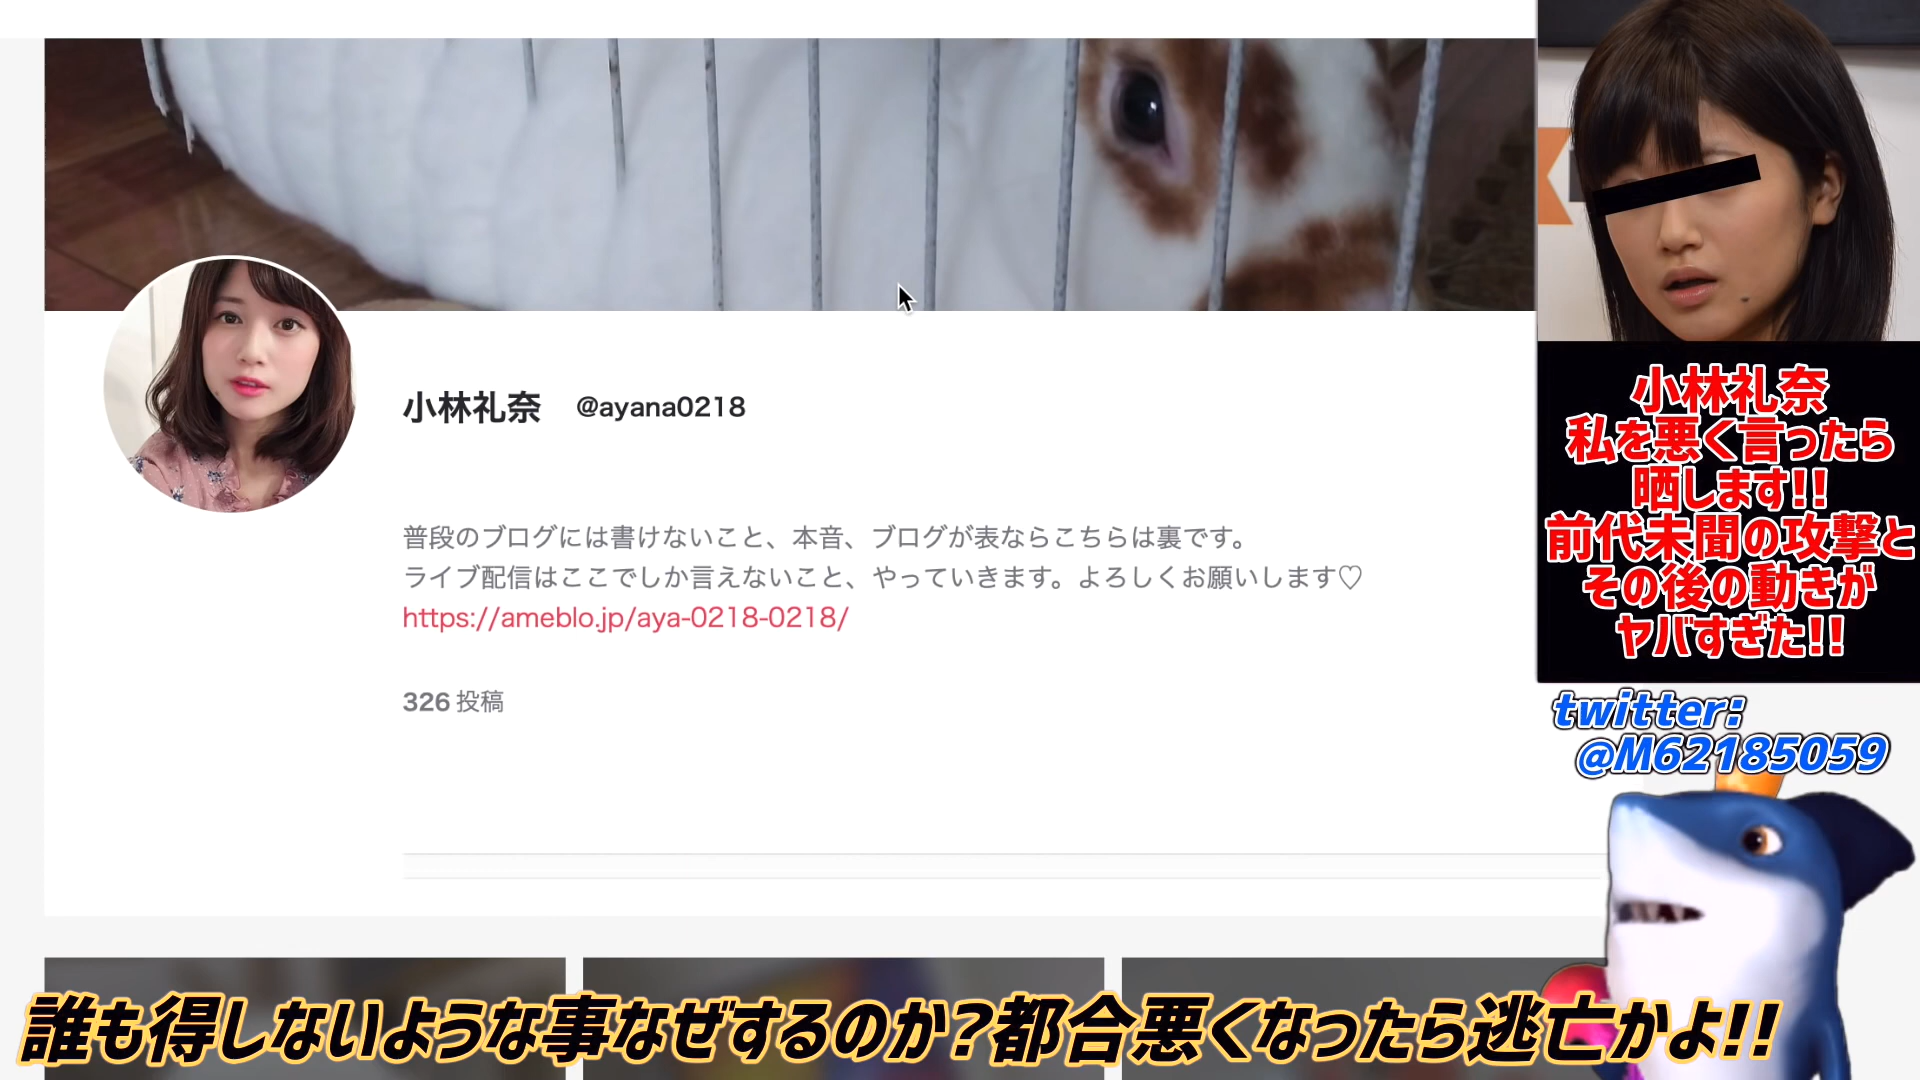 小林礼奈 @ayana0218
普段のブログには書けないこと、本音、ブログが表ならこちらは裏です。
ライブ配信はここでしか言えないこと、やっていきます。よろしくお願いします♡
https://ameblo.jp/aya-0218-0218/
326 投稿
小林礼奈
私を悪く言ったら
晒します!!
前代未聞の攻撃と
その後の動きが
ヤバすぎた!!
twitter:
@M62185059
誰も得しないような事なぜするのか?都合悪くなったら逃亡かよ!!